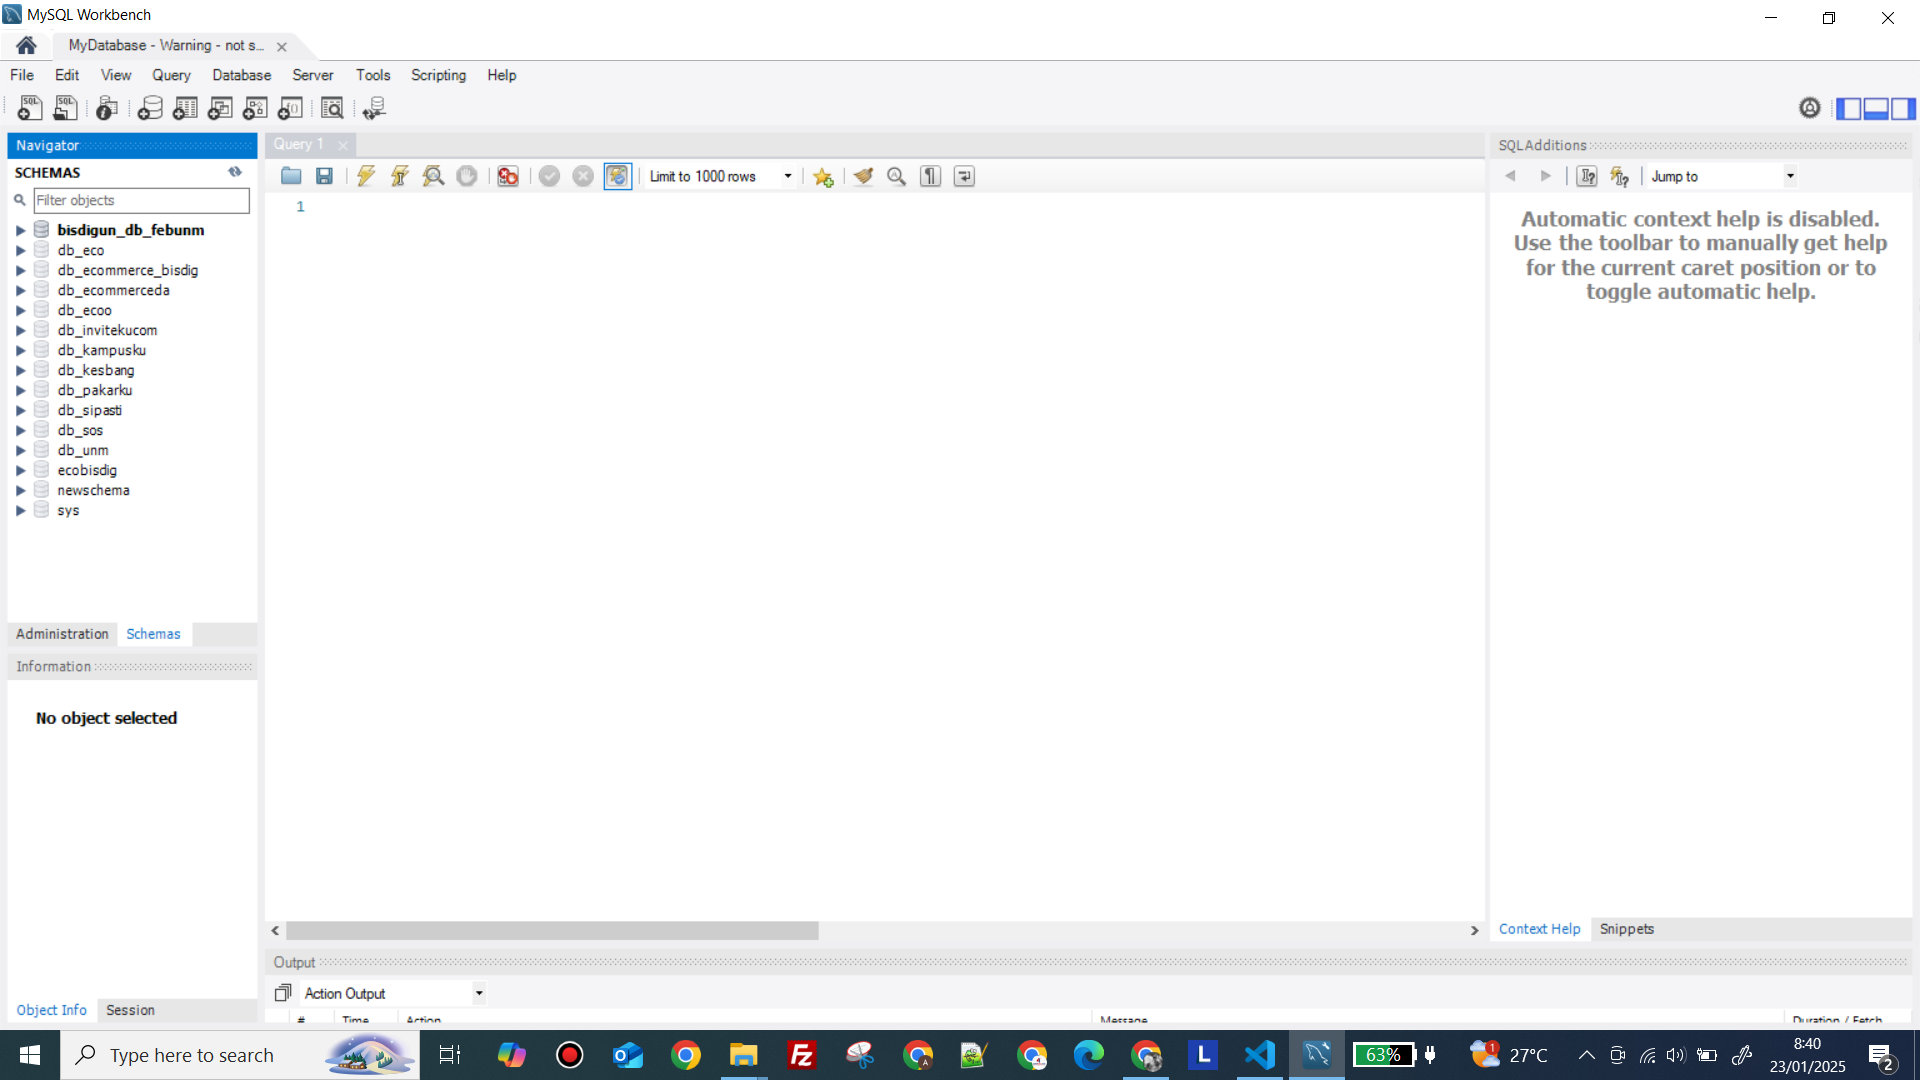 MySQL Workbench
MyDatabase - Warning - not s...
File Edit View Query Database Server Tools Scripting Help
Navigator
SCHEMAS
Filter objects
bisdigun_db_febunm
db_eco
db_ecommerce_bisdig
db_ecommerceda
db_ecoo
db_invitekucom
db_kampusku
db_kesbang
db_pakarku
db_sipasti
db_sos
db_unm
ecobisdig
newschema
sys
Administration Schemas
Information
No object selected
Object Info Session
Query 1
Limit to 1000 rows
1
SQLAdditions
Jump to
Automatic context help is disabled.
Use the toolbar to manually get help
for the current caret position or to
toggle automatic help.
Context Help Snippets
Output
Action Output
# Time Action Message Duration / Fetch
Type here to search
63%
1
27°C
8:40
23/01/2025
2